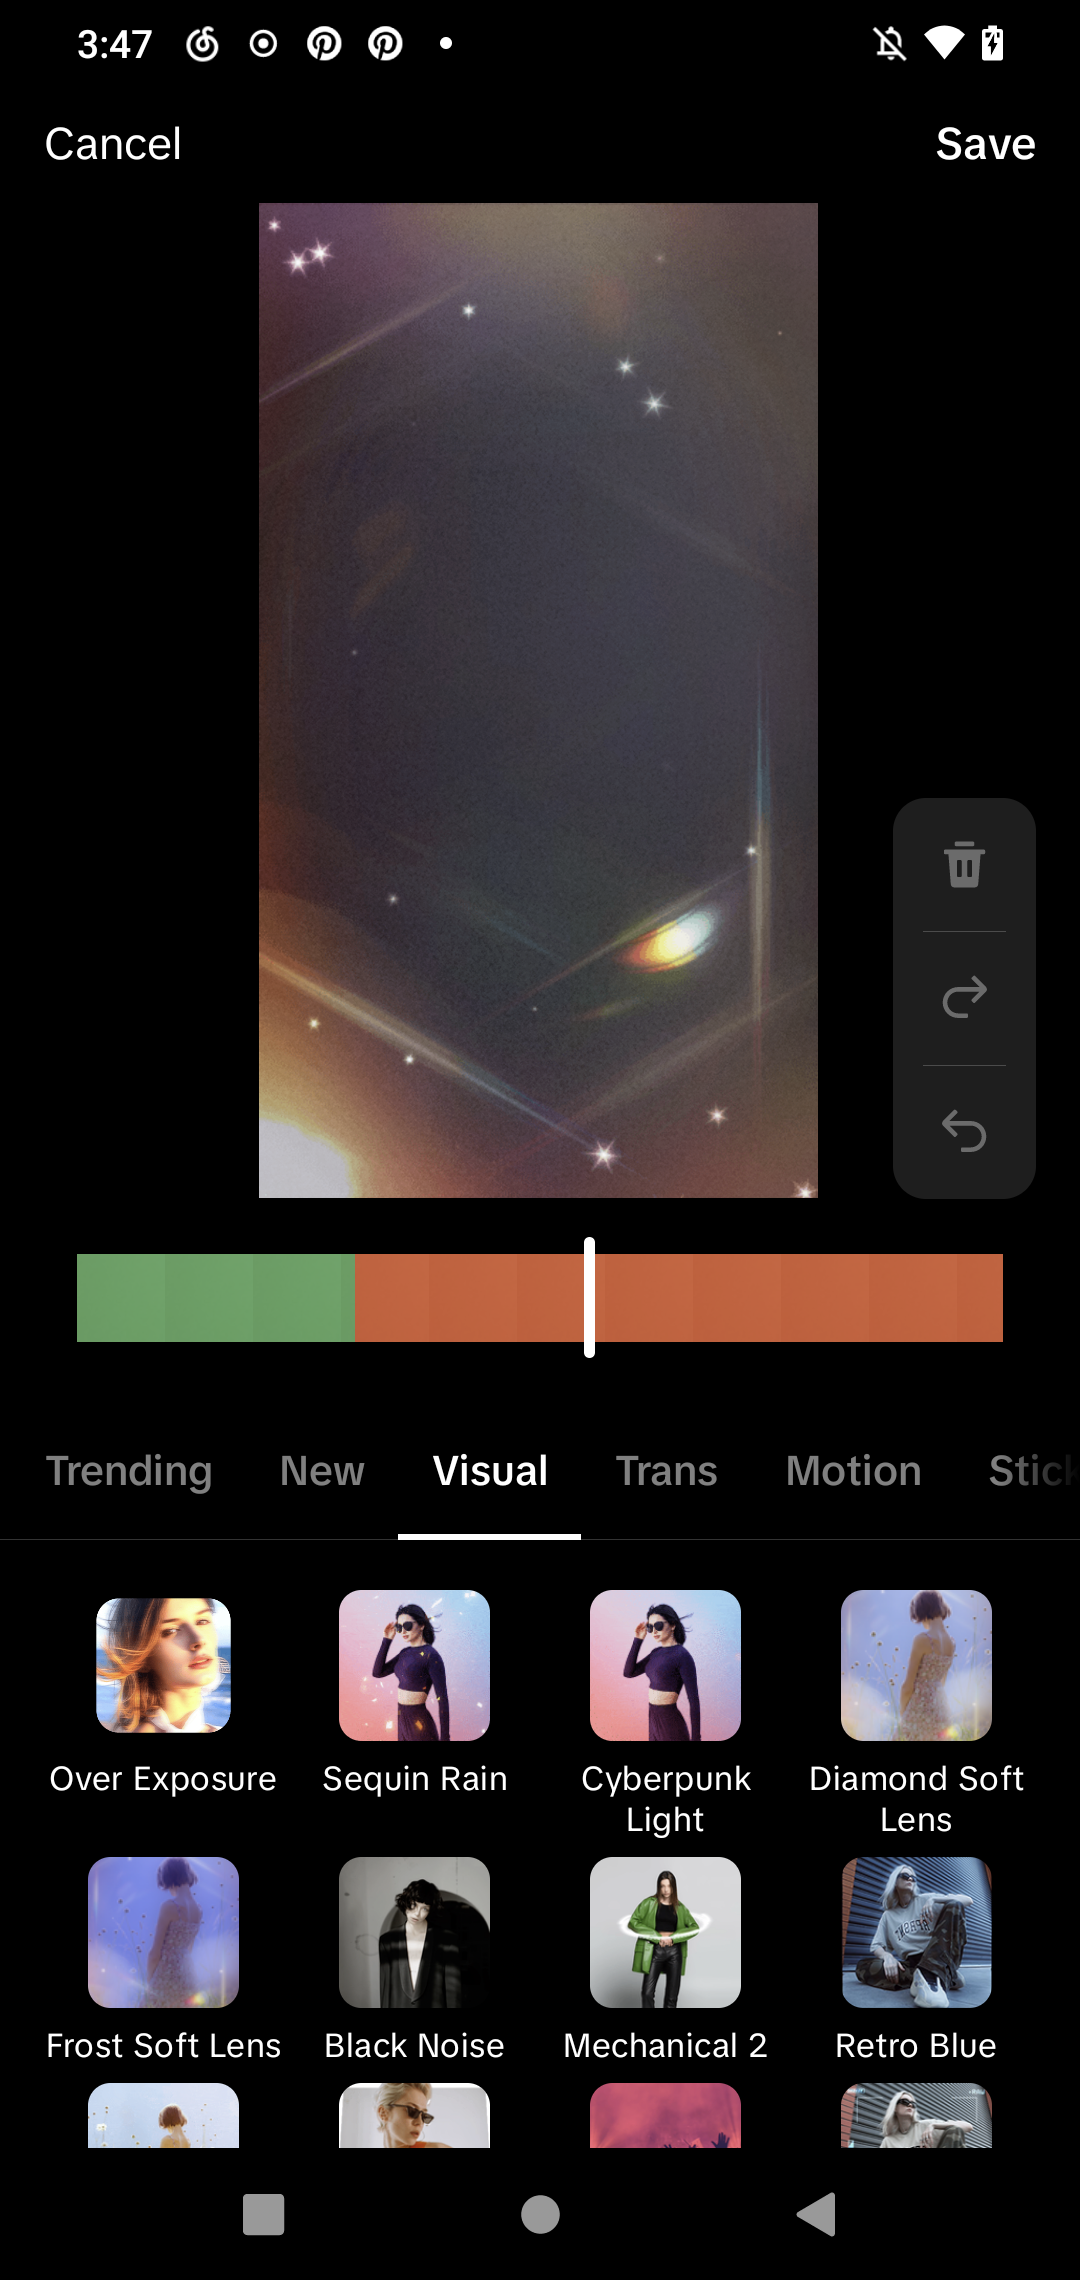 3:47
Cancel
Save
Trending
New
Visual
Trans
Motion
Stick
Over Exposure
Sequin Rain
Cyberpunk
Light
Diamond Soft
Lens
Frost Soft Lens
Black Noise
Mechanical 2
Retro Blue